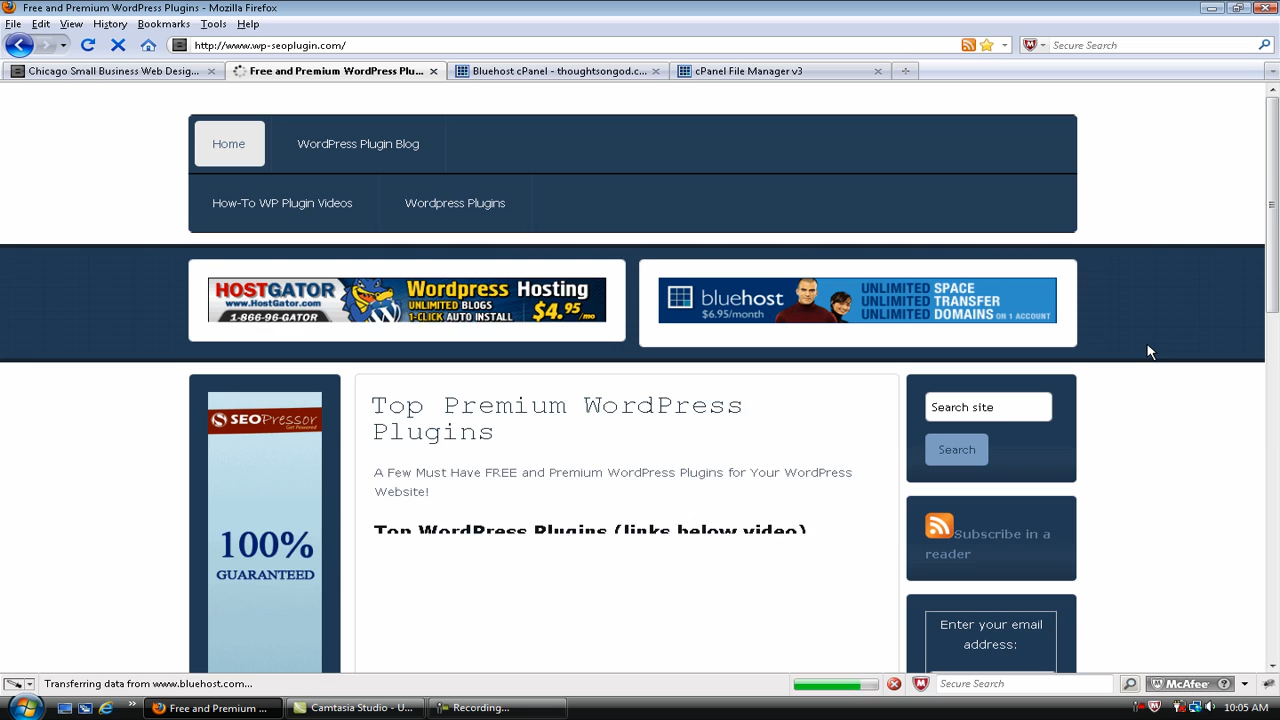 Free and Premium WordPress Plugins - Mozilla Firefox
File Edit View History Bookmarks Tools Help
http://www.wp-seoplugin.com/
Secure Search
Chicago Small Business Web Desig...
Free and Premium WordPress Plu...
Bluehost cPanel - thoughtsongod.c...
cPanel File Manager v3
Home
WordPress Plugin Blog
How-To WP Plugin Videos
Wordpress Plugins
HOSTGATOR
www.HostGator.com
1-866-96-GATOR
Wordpress Hosting
UNLIMITED BLOGS
1-CLICK AUTO INSTALL
$4.95/mo
bluehost
$6.95/month
UNLIMITED SPACE
UNLIMITED TRANSFER
UNLIMITED DOMAINS ON 1 ACCOUNT
SEOPressor
Get Powered
100%
GUARANTEED
Top Premium WordPress
Plugins
A Few Must Have FREE and Premium WordPress Plugins for Your WordPress
Website!
Top WordPress Plugins (links below video)
Search site
Search
Subscribe in a
reader
Enter your email
address:
Transferring data from www.bluehost.com...
Secure Search
McAfee
Free and Premium ...
Camtasia Studio - U...
Recording...
10:05 AM